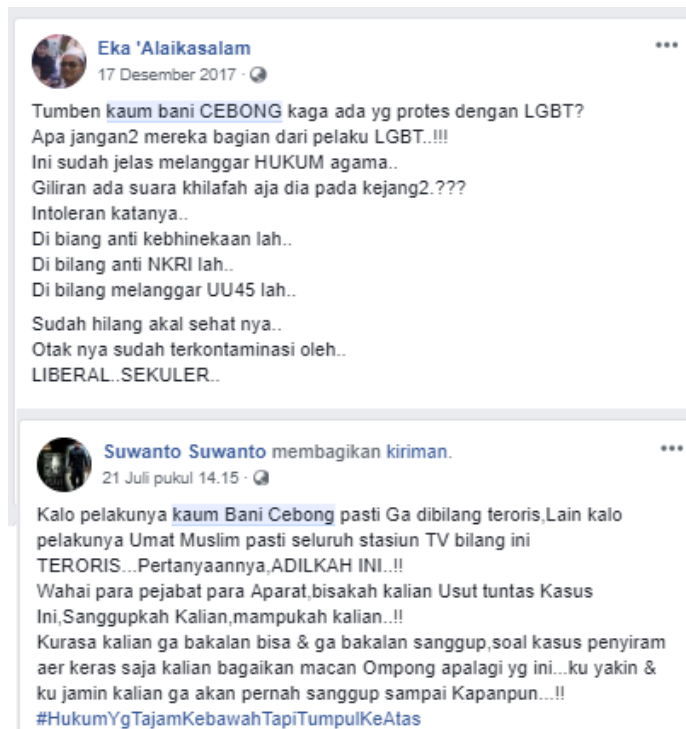 Eka 'Alaikasalam
17 Desember 2017 ·
Tumben kaum bani CEBONG kaga ada yg protes dengan LGBT?
Apa jangan2 mereka bagian dari pelaku LGBT..!!!
Ini sudah jelas melanggar HUKUM agama..
Giliran ada suara khilafah aja dia pada kejang2.???
Intoleran katanya..
Di biang anti kebhinekaan lah..
Di bilang anti NKRI lah..
Di bilang melanggar UU45 lah..
Sudah hilang akal sehat nya..
Otak nya sudah terkontaminasi oleh..
LIBERAL..SEKULER..
Suwanto Suwanto membagikan kiriman.
21 Juli pukul 14.15 ·
Kalo pelakunya kaum Bani Cebong pasti Ga dibilang teroris,Lain kalo
pelakunya Umat Muslim pasti seluruh stasiun TV bilang ini
TERORIS...Pertanyaannya,ADILKAH INI..!!
Wahai para pejabat para Aparat,bisakah kalian Usut tuntas Kasus
Ini,Sanggupkah Kalian,mampukah kalian..!!
Kurasa kalian ga bakalan bisa & ga bakalan sanggup,soal kasus penyiram
aer keras saja kalian bagaikan macan Ompong apalagi yg ini...ku yakin &
ku jamin kalian ga akan pernah sanggup sampai Kapanpun...!!
#HukumYgTajamKebawahTapiTumpulKeAtas